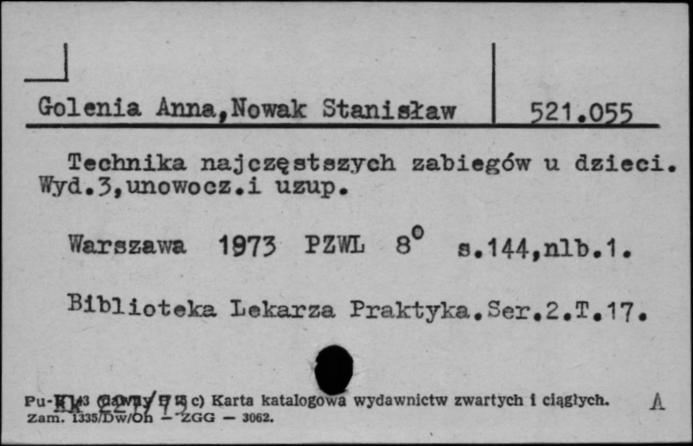 Golenia Anna,Nowak Stanisław 521.055
Technika najczęstszych zabiegów u dzieci.
Wyd.3,unowocz.i uzup.
Warszawa 1973 PZWL 8⁰ s.144,nlb.1.
Biblioteka Lekarza Praktyka.Ser.2.T.17.
c) Karta katalogowa wydawnictw zwartych i ciągłych. A
Zam. 1335/Dw/Oh — ZGG — 3062.